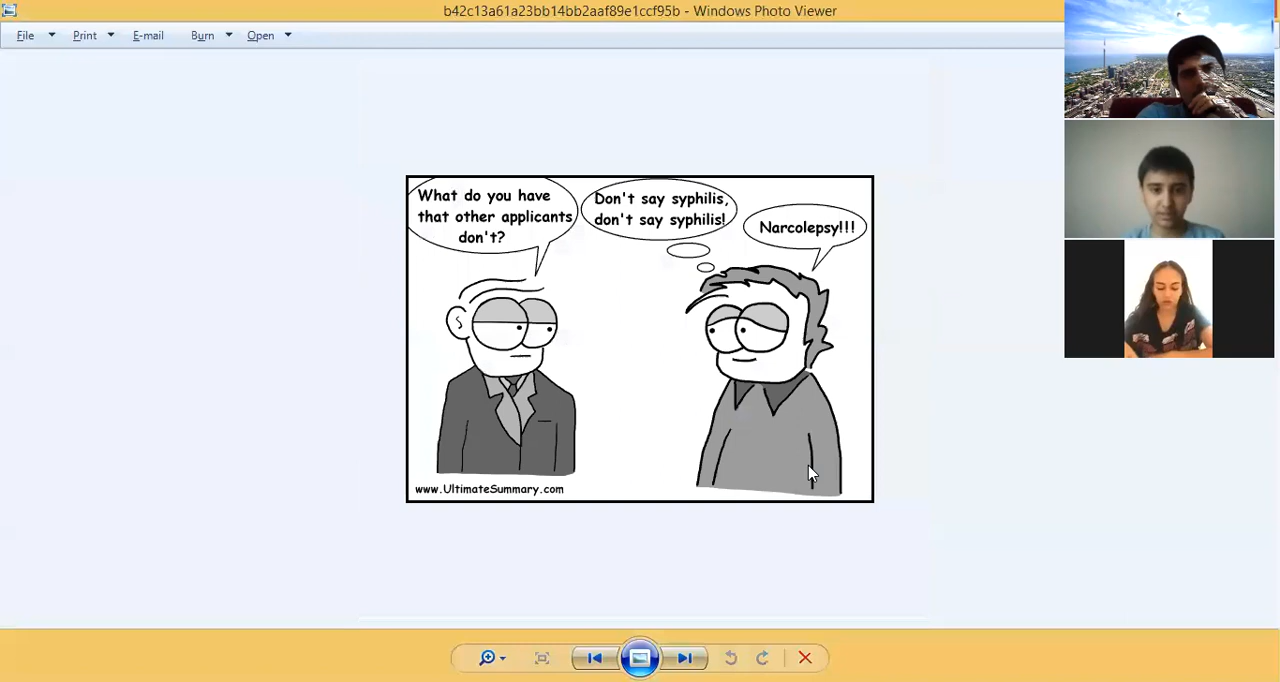 b42c13a61a23bb14bb2aaf89e1ccf95b - Windows Photo Viewer
File Print E-mail Burn Open
What do you have
that other applicants
don't?
Don't say syphilis,
don't say syphilis!
Narcolepsy!!!
www.UltimateSummary.com